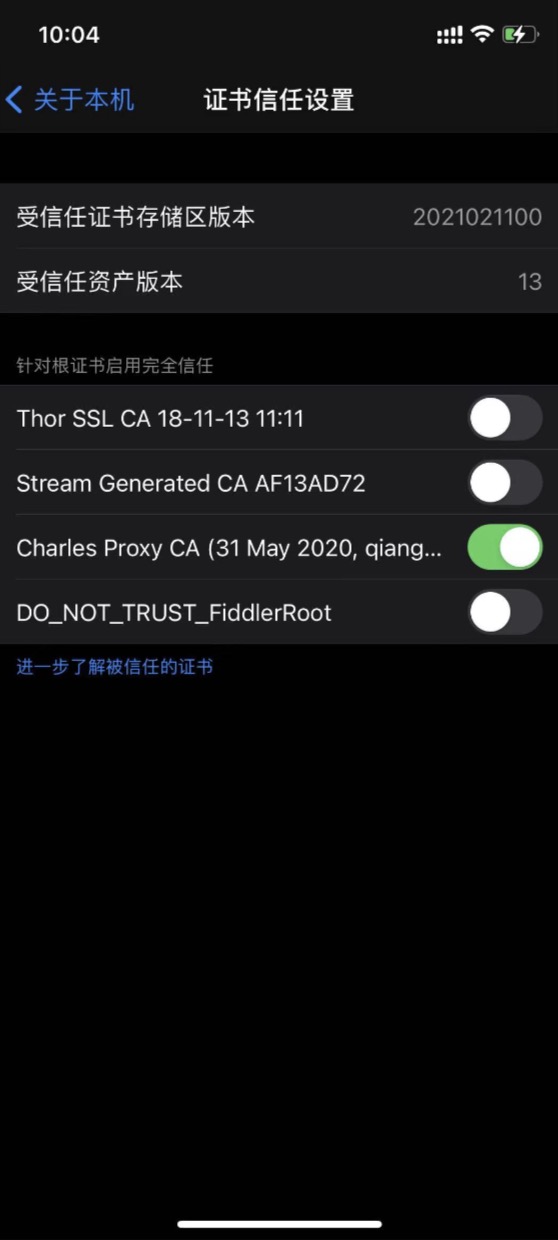 10:04
关于本机
证书信任设置
受信任证书存储区版本 2021021100
受信任资产版本 13
针对根证书启用完全信任
Thor SSL CA 18-11-13 11:11
Stream Generated CA AF13AD72
Charles Proxy CA (31 May 2020, qiang...
DO_NOT_TRUST_FiddlerRoot
进一步了解被信任的证书